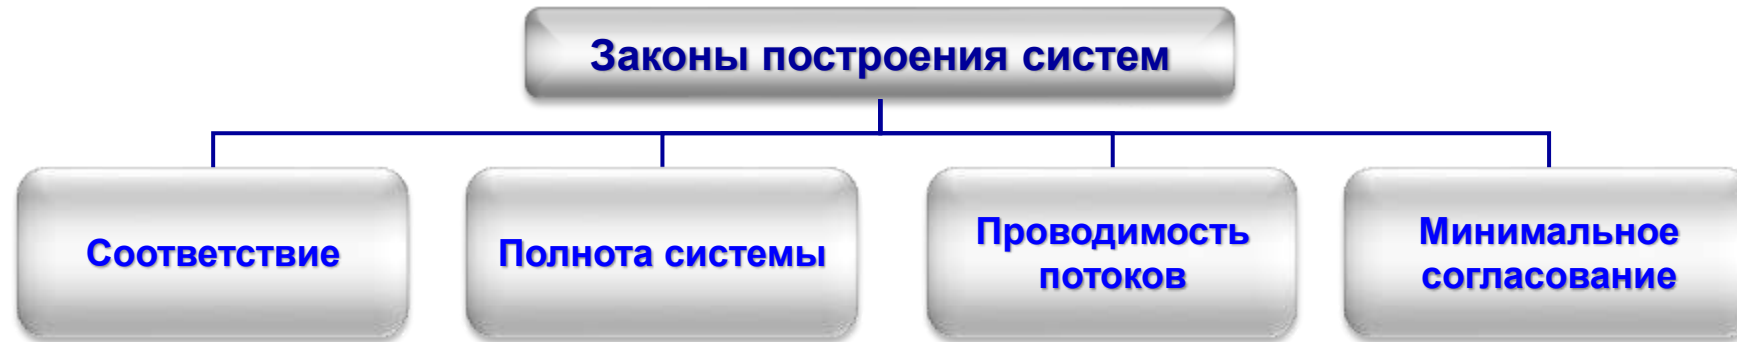 Законы построения систем
Соответствие
Полнота системы
Проводимость
потоков
Минимальное
согласование